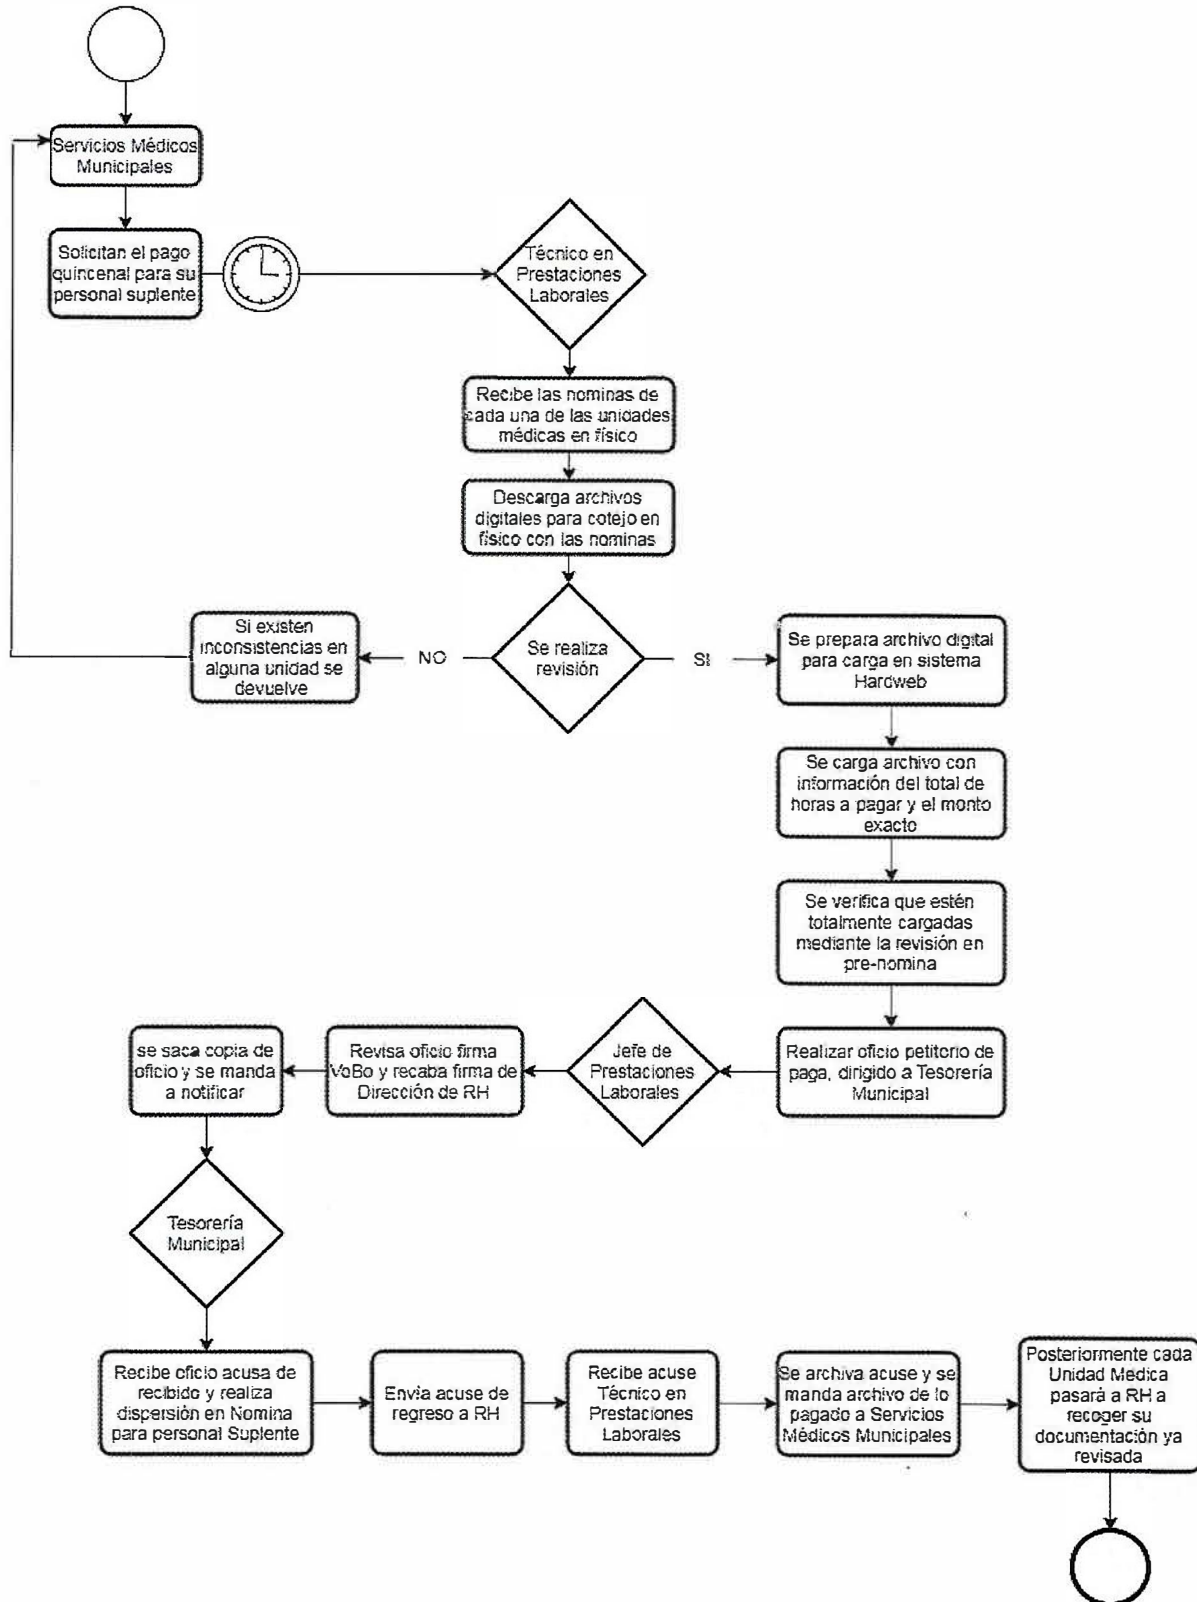 Servicios Médicos
Municipales
Solicitan el pago
quincenal para su
personal suplente
Técnico en
Prestaciones
Laborales
Recibe las nominas de
cada una de las unidades
médicas en físico
Descarga archivos
digitales para cotejo en
físico con las nominas
Se realiza
revisión
NO
Si existen
inconsistencias en
alguna unidad se
devuelve
SI
Se prepara archivo digital
para carga en sistema
Hardweb
Se carga archivo con
información del total de
horas a pagar y el monto
exacto
Se verifica que estén
totalmente cargadas
mediante la revisión en
pre-nomina
Realizar oficio petitorio de
paga, dirigido a Tesorería
Municipal
Jefe de
Prestaciones
Laborales
Revisa oficio firma
VoBo y recaba firma de
Dirección de RH
se saca copia de
oficio y se manda
a notificar
Tesorería
Municipal
Recibe oficio acusa de
recibido y realiza
dispersión en Nomina
para personal Suplente
Envía acuse de
regreso a RH
Recibe acuse
Técnico en
Prestaciones
Laborales
Se archiva acuse y se
manda archivo de lo
pagado a Servicios
Médicos Municipales
Posteriormente cada
Unidad Medica
pasará a RH a
recoger su
documentación ya
revisada